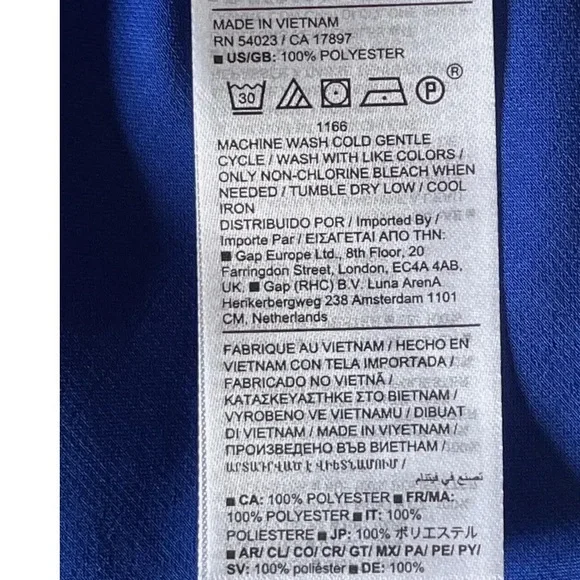 MADE IN VIETNAM
RN 54023 / CA 17897
■ US/GB: 100% POLYESTER
30 P ®
1166
MACHINE WASH COLD GENTLE
CYCLE / WASH WITH LIKE COLORS /
ONLY NON-CHLORINE BLEACH WHEN
NEEDED / TUMBLE DRY LOW / COOL
IRON
DISTRIBUIDO POR / Imported By /
Importe Par / ΕΙΣΑΓΕΤΑΙ ΑΠΟ ΤΗΝ:
■ Gap Europe Ltd., 8th Floor, 20
Farringdon Street, London, EC4A 4AB,
UK. ■ Gap (RHC) B.V. Luna ArenA
Herikerbergweg 238 Amsterdam 1101
CM, Netherlands
FABRIQUE AU VIETNAM / HECHO EN
VIETNAM CON TELA IMPORTADA /
FABRICADO NO VIETNÃ /
ΚΑΤΑΣΚΕΥΑΣΤΗΚΕ ΣΤΟ ΒΙΕΤΝΑΜ /
VYROBENO VE VIETNAMU / DIBUAT
DI VIETNAM / MADE IN VIYETNAM /
ПРОИЗВЕДЕНО ВЪВ ВИЕТНАМ /
ԱՐՏԱԴՐՎԱԾ Է ՎԻԵՏՆԱՄՈՒՄ /
تصنع في فيتنام
■ CA: 100% POLYESTER ■ FR/MA:
100% POLYESTER ■ IT: 100%
POLIESTERE ■ JP: 100% ポリエステル
■ AR/ CL/ CO/ CR/ GT/ MX/ PA/ PE/ PY/
SV: 100% poliéster ■ DE: 100%